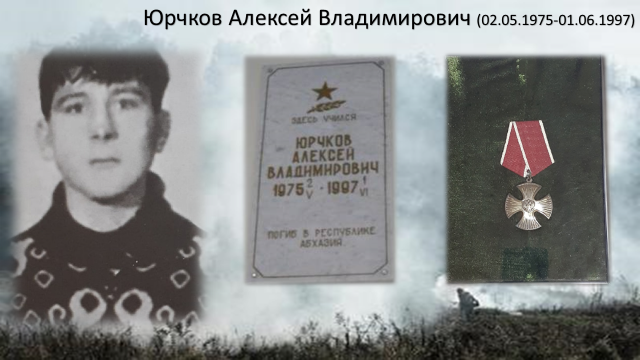 Юрчков Алексей Владимирович (02.05.1975-01.06.1997)
ЗДЕСЬ УЧИЛСЯ
ЮРЧКОВ
АЛЕКСЕЙ
ВЛАДИМИРОВИЧ
1975 2/V - 1997 VI
ПОГИБ В РЕСПУБЛИКЕ
АБХАЗИЯ.